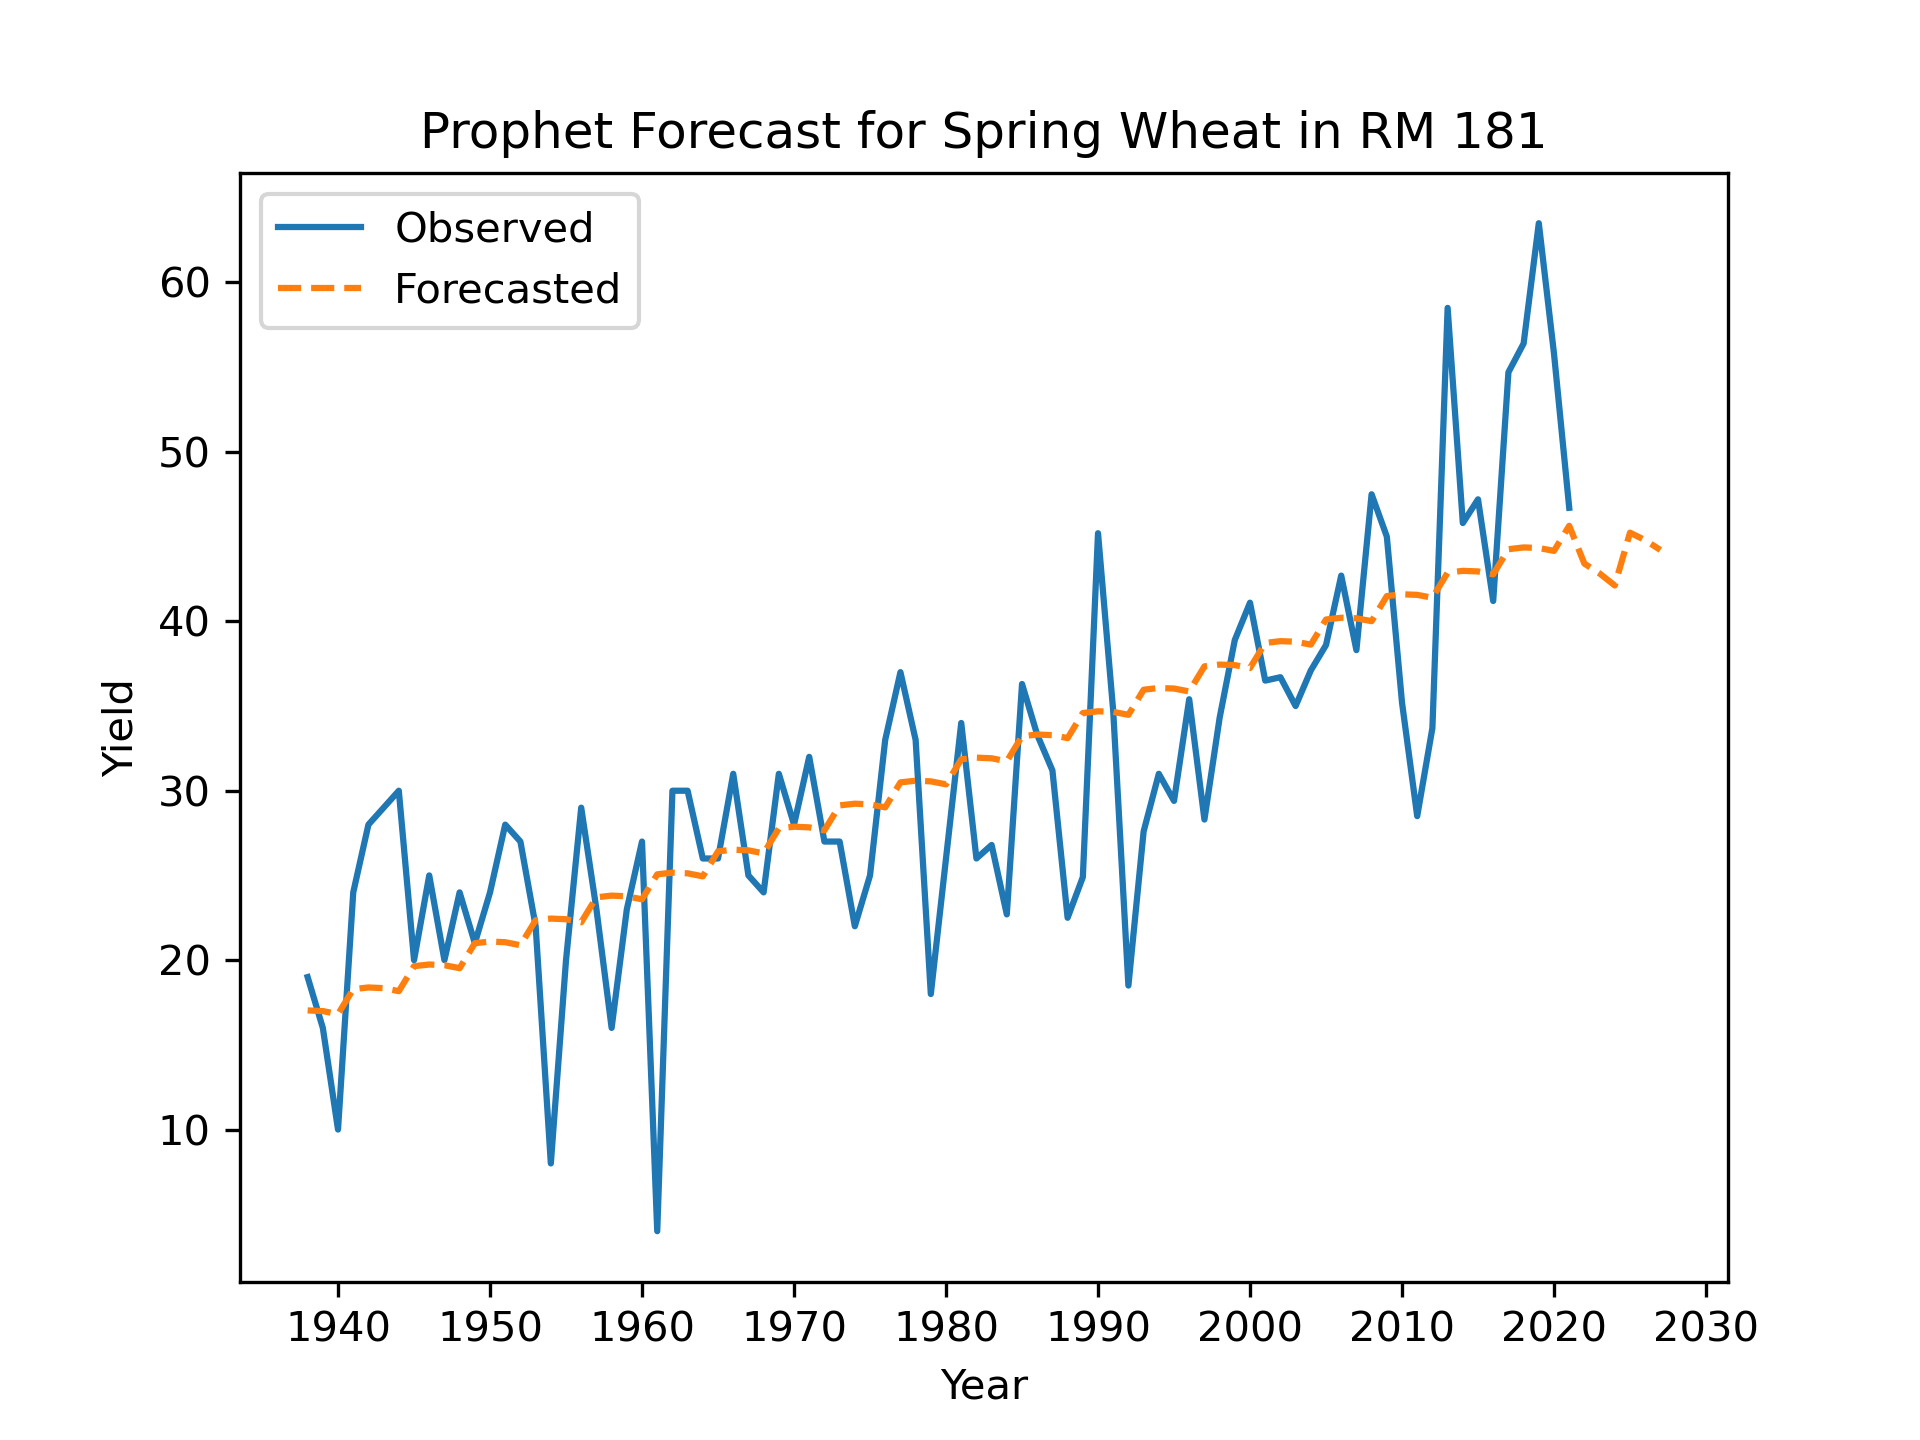 Prophet Forecast for Spring Wheat in RM 181
Observed
Forecasted
60
50
40
30
20
10
Yield
1940 1950 1960 1970 1980 1990 2000 2010 2020 2030
Year